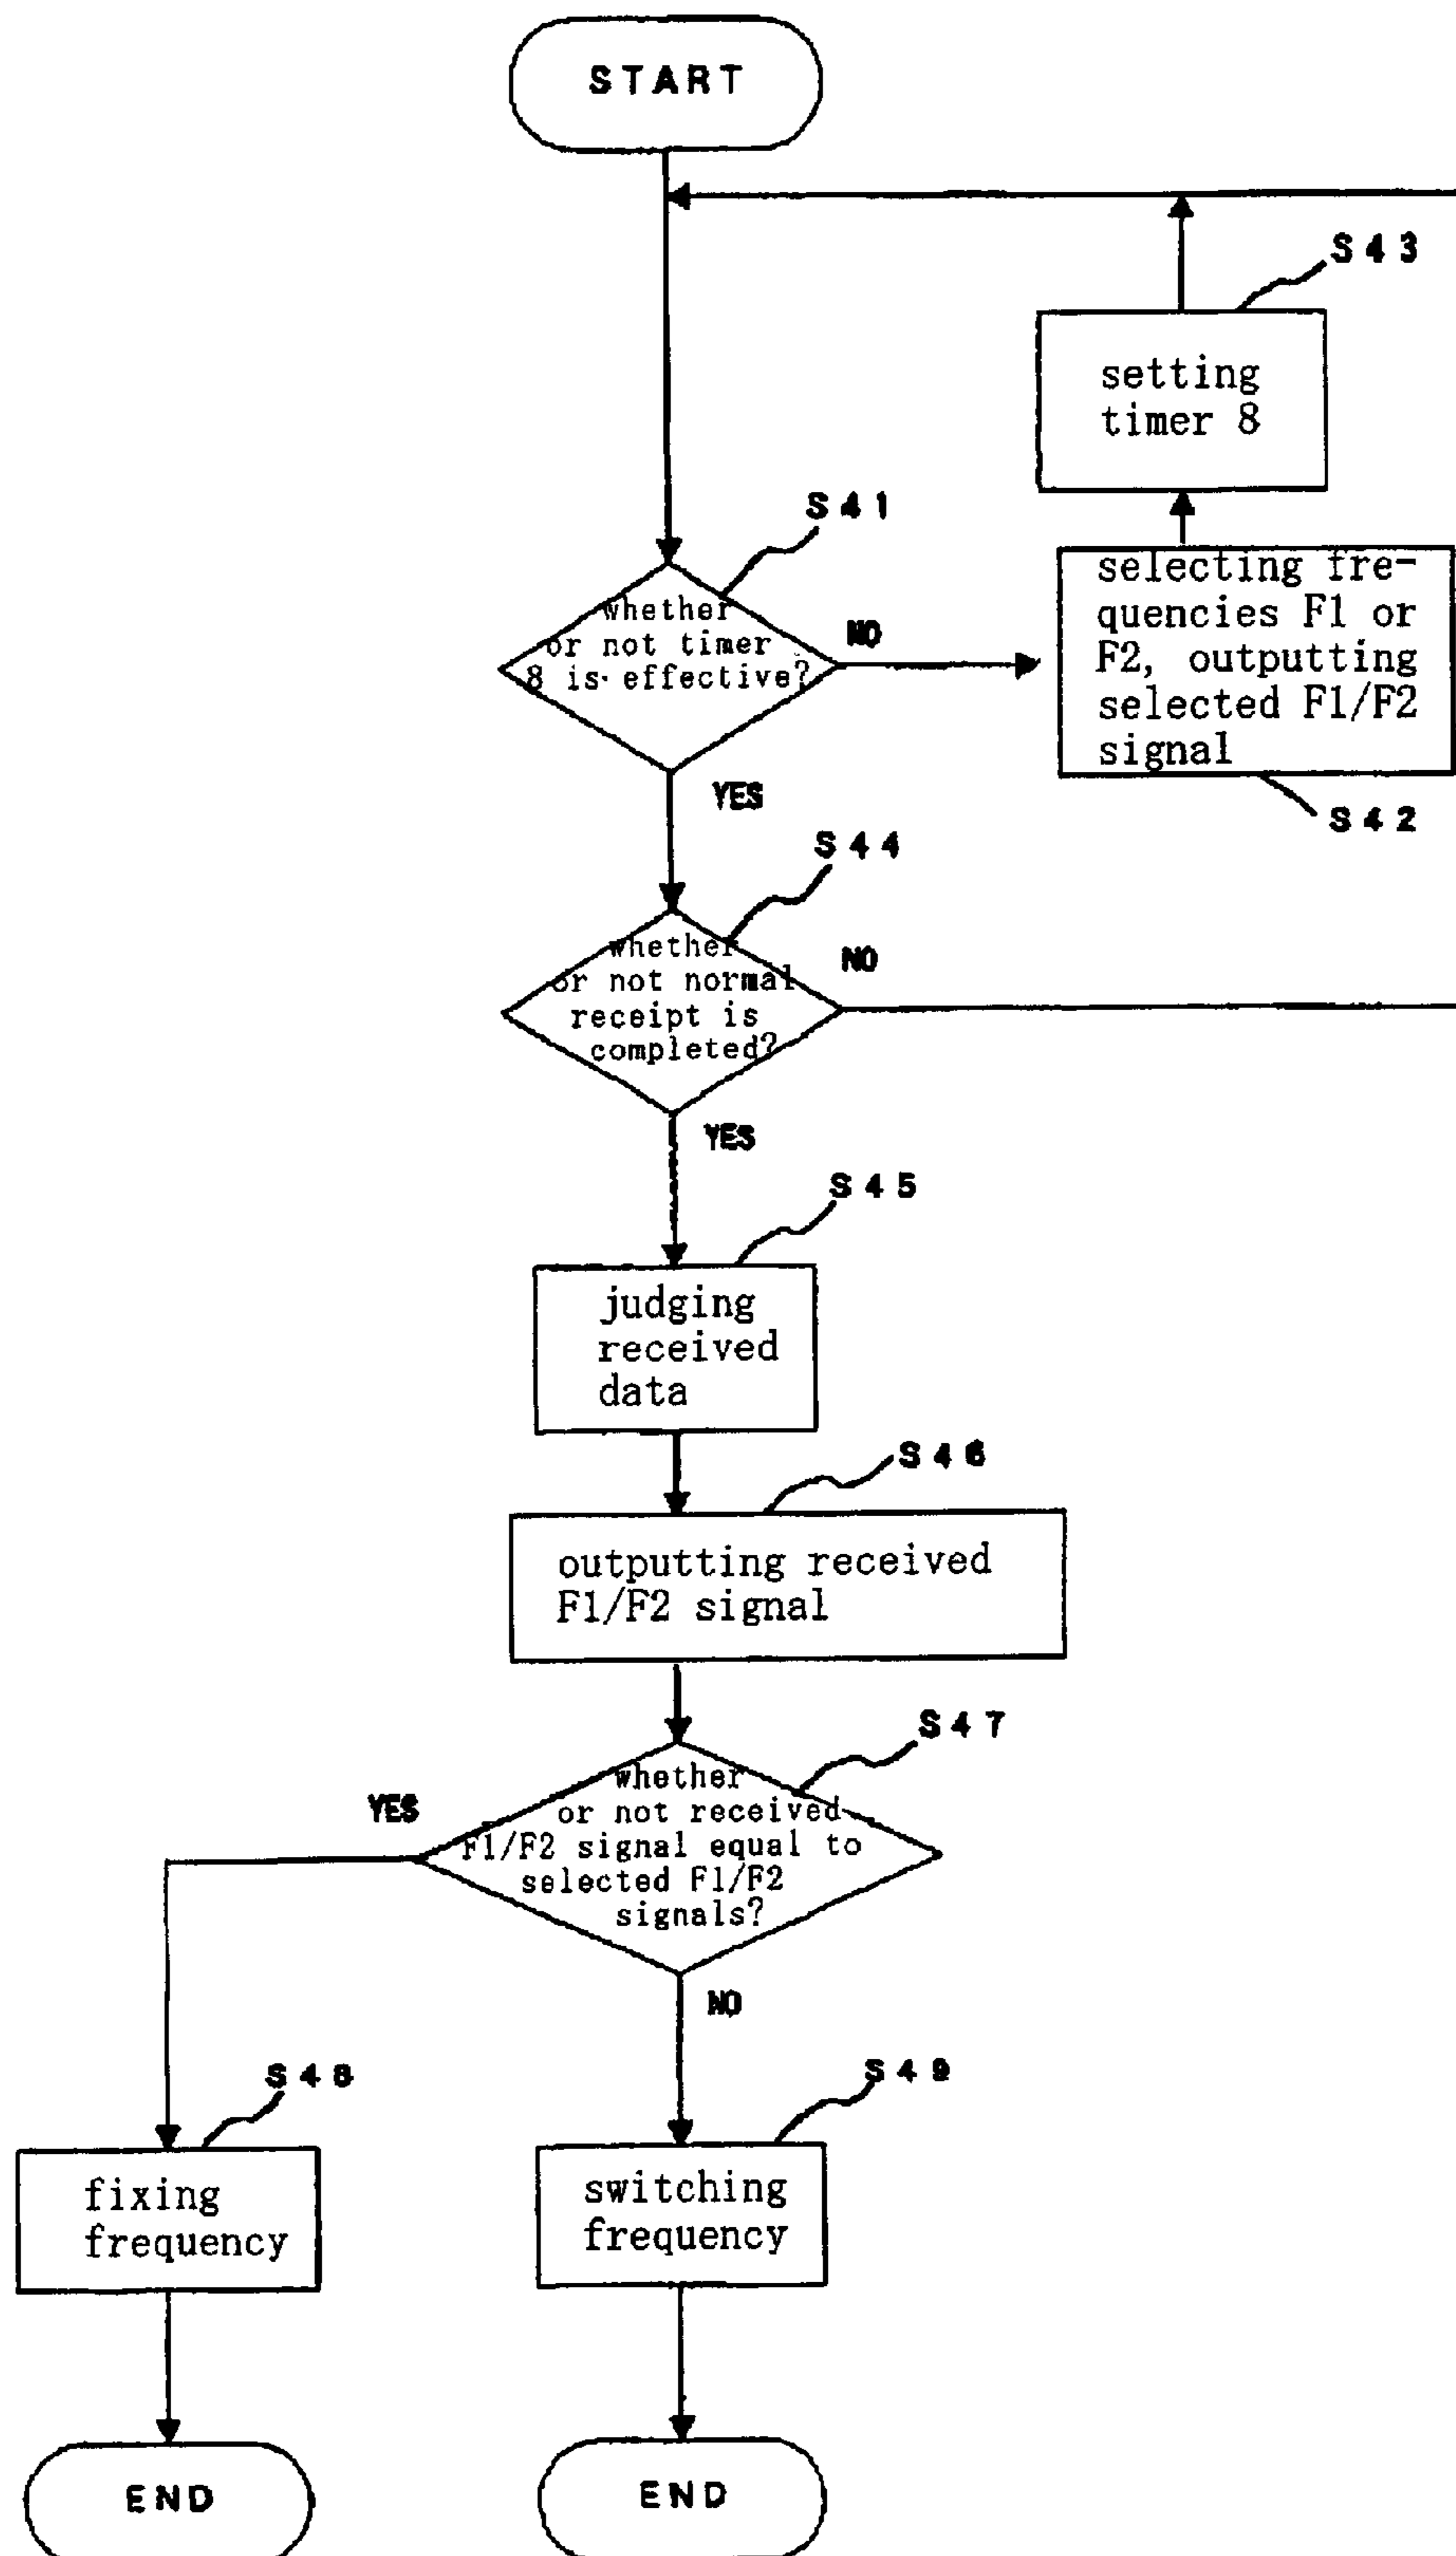 START
S43
setting
timer 8
S41
whether
or not timer
8 is effective?
NO
selecting fre-
quencies F1 or
F2, outputting
selected F1/F2
signal
S42
YES
S44
whether
or not normal
receipt is
completed?
NO
YES
S45
judging
received
data
S46
outputting received
F1/F2 signal
S47
whether
or not received
F1/F2 signal equal to
selected F1/F2
signals?
YES
NO
S48
S49
fixing
frequency
switching
frequency
END
END